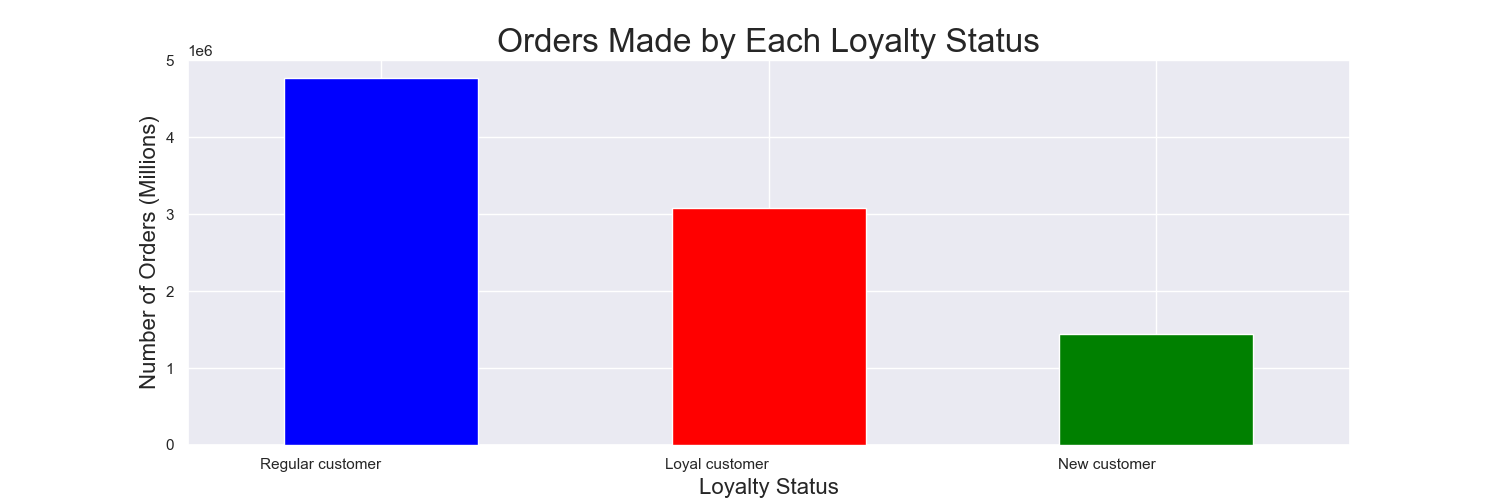 Orders Made by Each Loyalty Status
1e6
5
4
3
2
1
0
Number of Orders (Millions)
Regular customer
Loyal customer
New customer
Loyalty Status